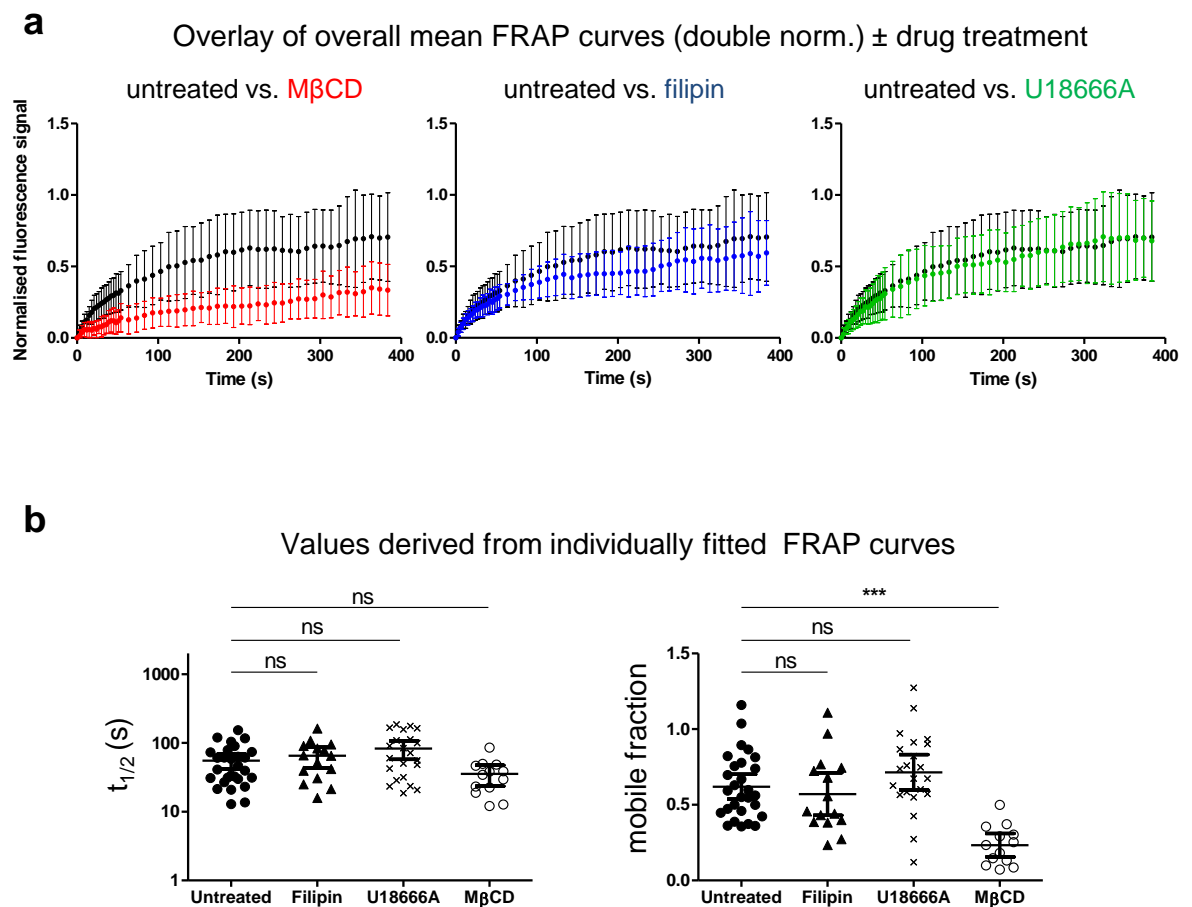 a
Overlay of overall mean FRAP curves (double norm.) ± drug treatment
untreated vs. MβCD
untreated vs. filipin
untreated vs. U18666A
Normalised fluorescence signal
1.5
1.0
0.5
0.0
0 100 200 300 400
Time (s)
1.5
1.0
0.5
0.0
0 100 200 300 400
Time (s)
1.5
1.0
0.5
0.0
0 100 200 300 400
Time (s)
b
Values derived from individually fitted FRAP curves
ns
ns
ns
t1/2 (s)
1000
100
10
1
Untreated Filipin U18666A MβCD
***
ns
ns
mobile fraction
1.5
1.0
0.5
0.0
Untreated Filipin U18666A MβCD